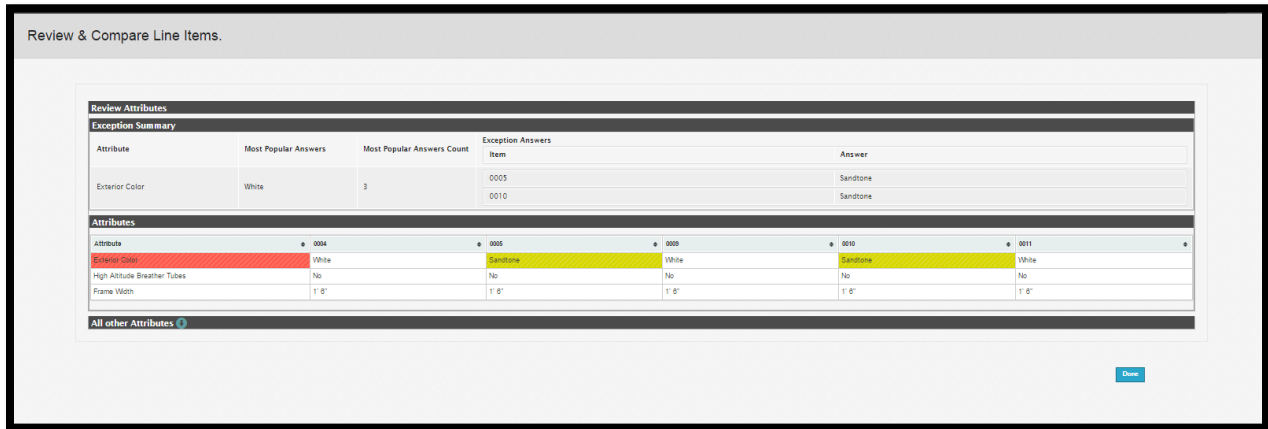 Review & Compare Line Items.
Review Attributes
Exception Summary
Attribute Most Popular Answers Most Popular Answers Count Exception Answers
Item Answer
Exterior Color White 3
0005 Sandtone
0010 Sandtone
Attributes
Attribute 0004 0005 0009 0010 0011
Exterior Color White Sandtone White Sandtone White
High Altitude Breather Tubes No No No No No
Frame Width 1' 6" 1' 6" 1' 6" 1' 6" 1' 6"
All other Attributes
Done